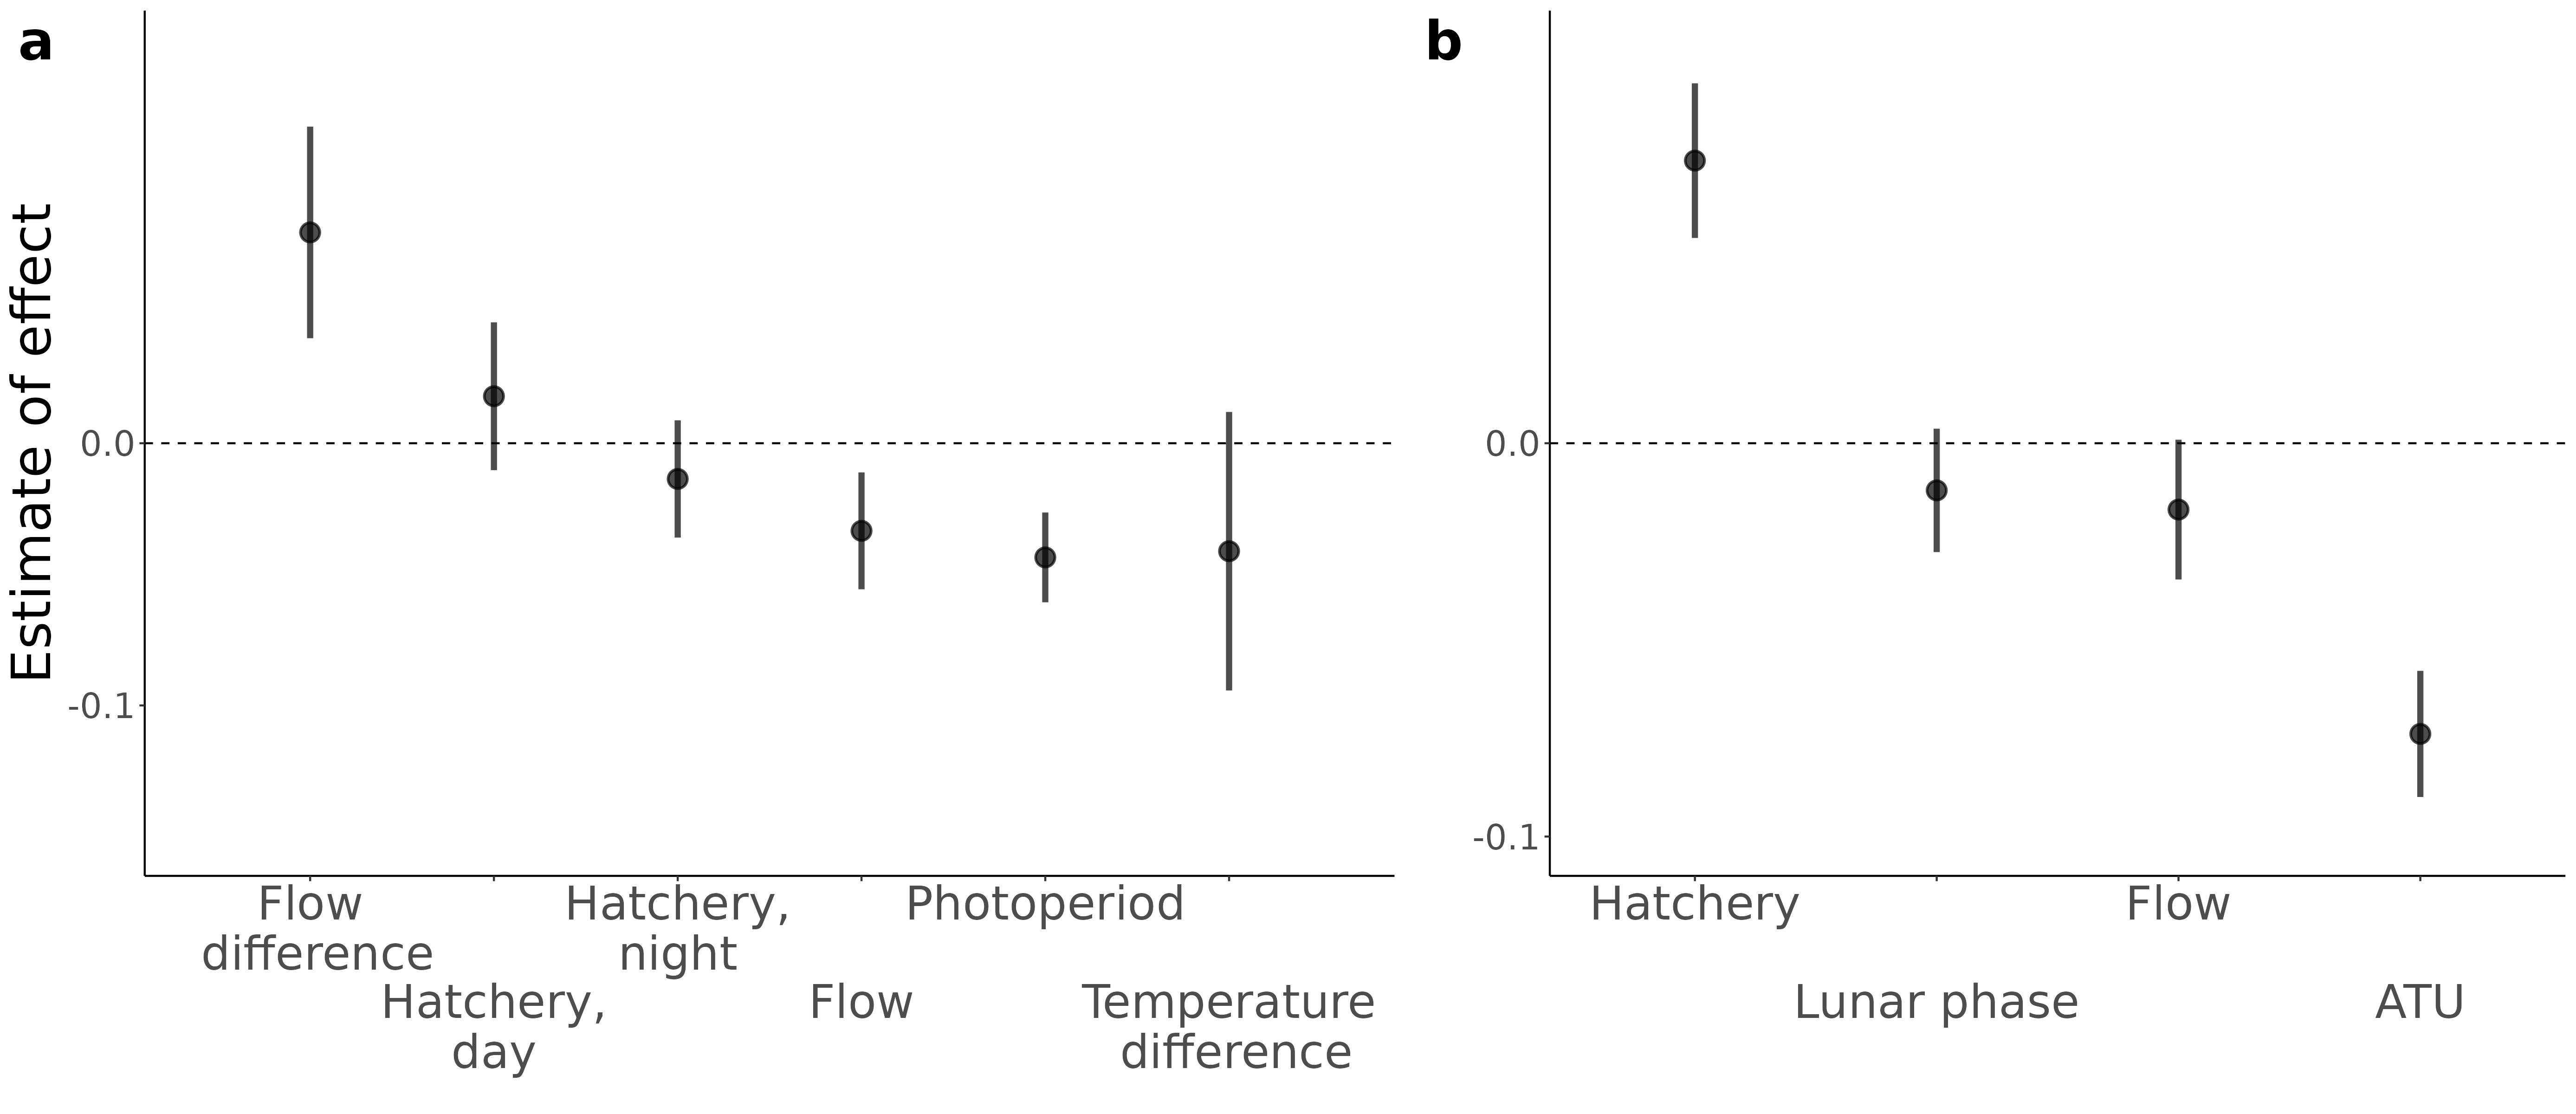 a
Estimate of effect
0.0
-0.1
Flow
difference
Hatchery,
day
Hatchery,
night
Flow
Photoperiod
Temperature
difference
b
0.0
-0.1
Hatchery
Lunar phase
Flow
ATU